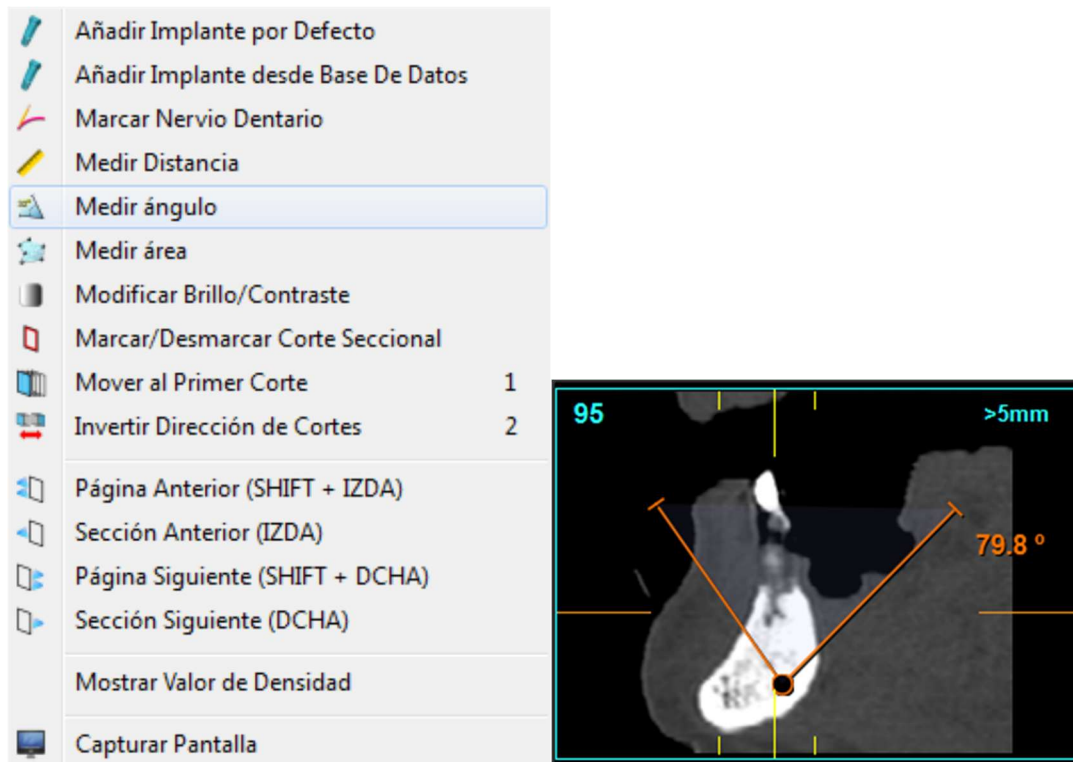 Añadir Implante por Defecto
Añadir Implante desde Base De Datos
Marcar Nervio Dentario
Medir Distancia
Medir ángulo
Medir área
Modificar Brillo/Contraste
Marcar/Desmarcar Corte Seccional
Mover al Primer Corte 1
Invertir Dirección de Cortes 2
Página Anterior (SHIFT + IZDA)
Sección Anterior (IZDA)
Página Siguiente (SHIFT + DCHA)
Sección Siguiente (DCHA)
Mostrar Valor de Densidad
Capturar Pantalla
95 >5mm
79.8 º